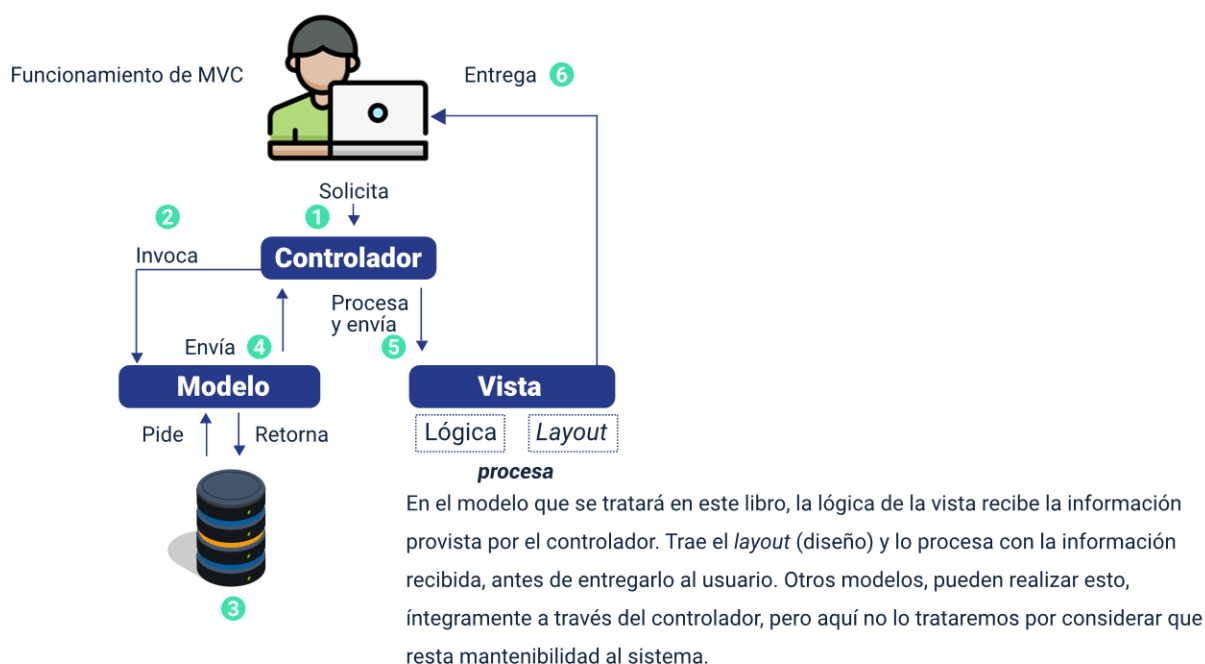 Funcionamiento de MVC
Entrega 6
Solicita
2
1
Invoca
Controlador
Procesa
y envía
Envía 4
5
Modelo
Vista
Pide
Retorna
Lógica
Layout
procesa
3
En el modelo que se tratará en este libro, la lógica de la vista recibe la información
provista por el controlador. Trae el layout (diseño) y lo procesa con la información
recibida, antes de entregarlo al usuario. Otros modelos, pueden realizar esto,
íntegramente a través del controlador, pero aquí no lo trataremos por considerar que
resta mantenibilidad al sistema.